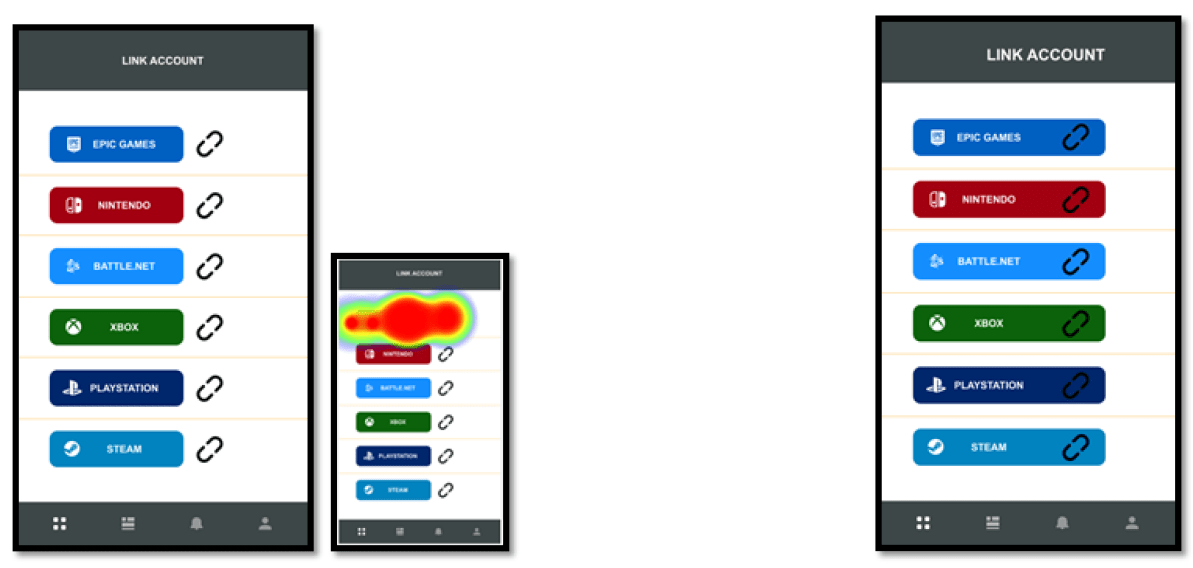 LINK ACCOUNT
EPIC GAMES
NINTENDO
BATTLE.NET
XBOX
PLAYSTATION
STEAM
LINK ACCOUNT
NINTENDO
BATTLE.NET
XBOX
PLAYSTATION
STEAM
LINK ACCOUNT
EPIC GAMES
NINTENDO
BATTLE.NET
XBOX
PLAYSTATION
STEAM